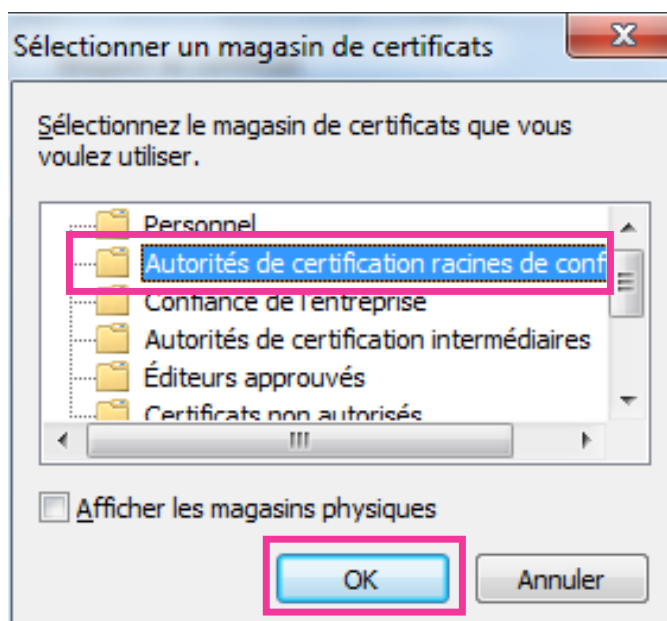 Sélectionner un magasin de certificats
Sélectionnez le magasin de certificats que vous
voulez utiliser.
Personnel
Autorités de certification racines de conf
Confiance de l'entreprise
Autorités de certification intermédiaires
Éditeurs approuvés
Certificats non autorisés
Afficher les magasins physiques
OK Annuler